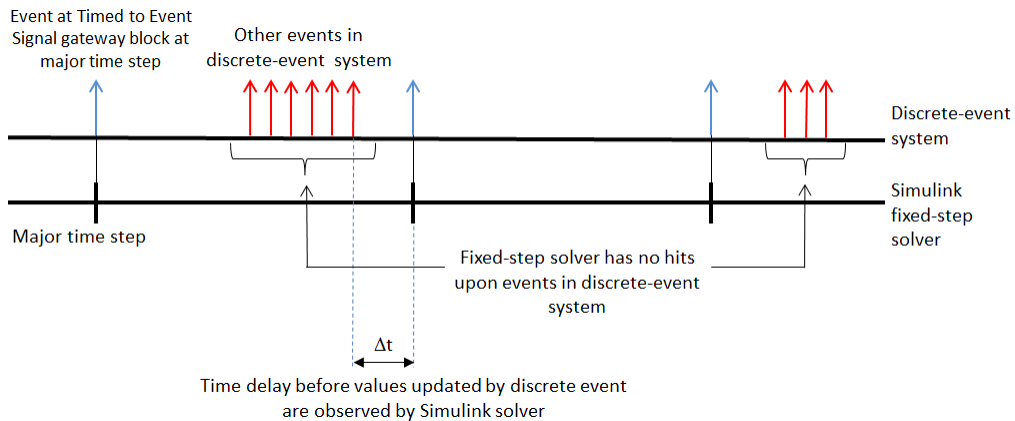 Event at Timed to Event
Signal gateway block at
major time step
Other events in
discrete-event system
Discrete-event
system
Simulink
fixed-step
solver
Major time step
Fixed-step solver has no hits
upon events in discrete-event
system
Δt
Time delay before values updated by discrete event
are observed by Simulink solver